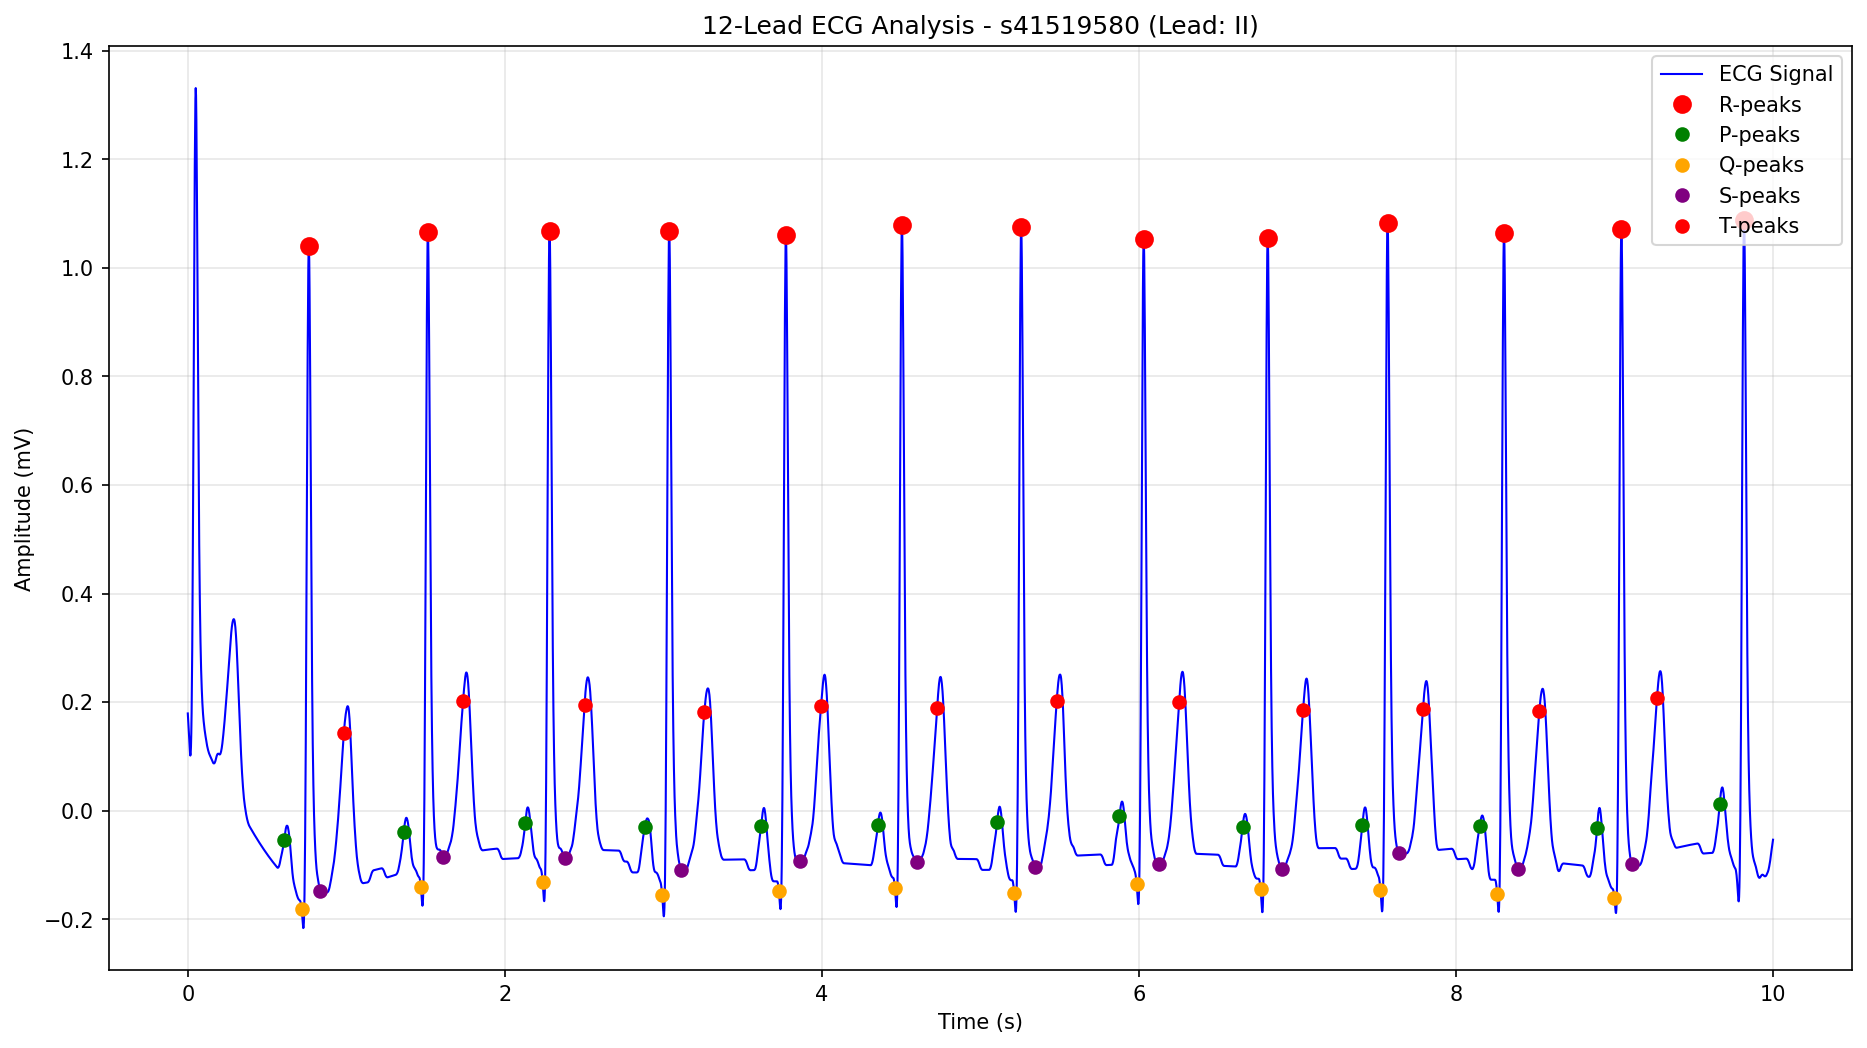 12-Lead ECG Analysis - s41519580 (Lead: II)
ECG Signal
R-peaks
P-peaks
Q-peaks
S-peaks
T-peaks
Amplitude (mV)
1.4
1.2
1.0
0.8
0.6
0.4
0.2
0.0
−0.2
0 2 4 6 8 10
Time (s)